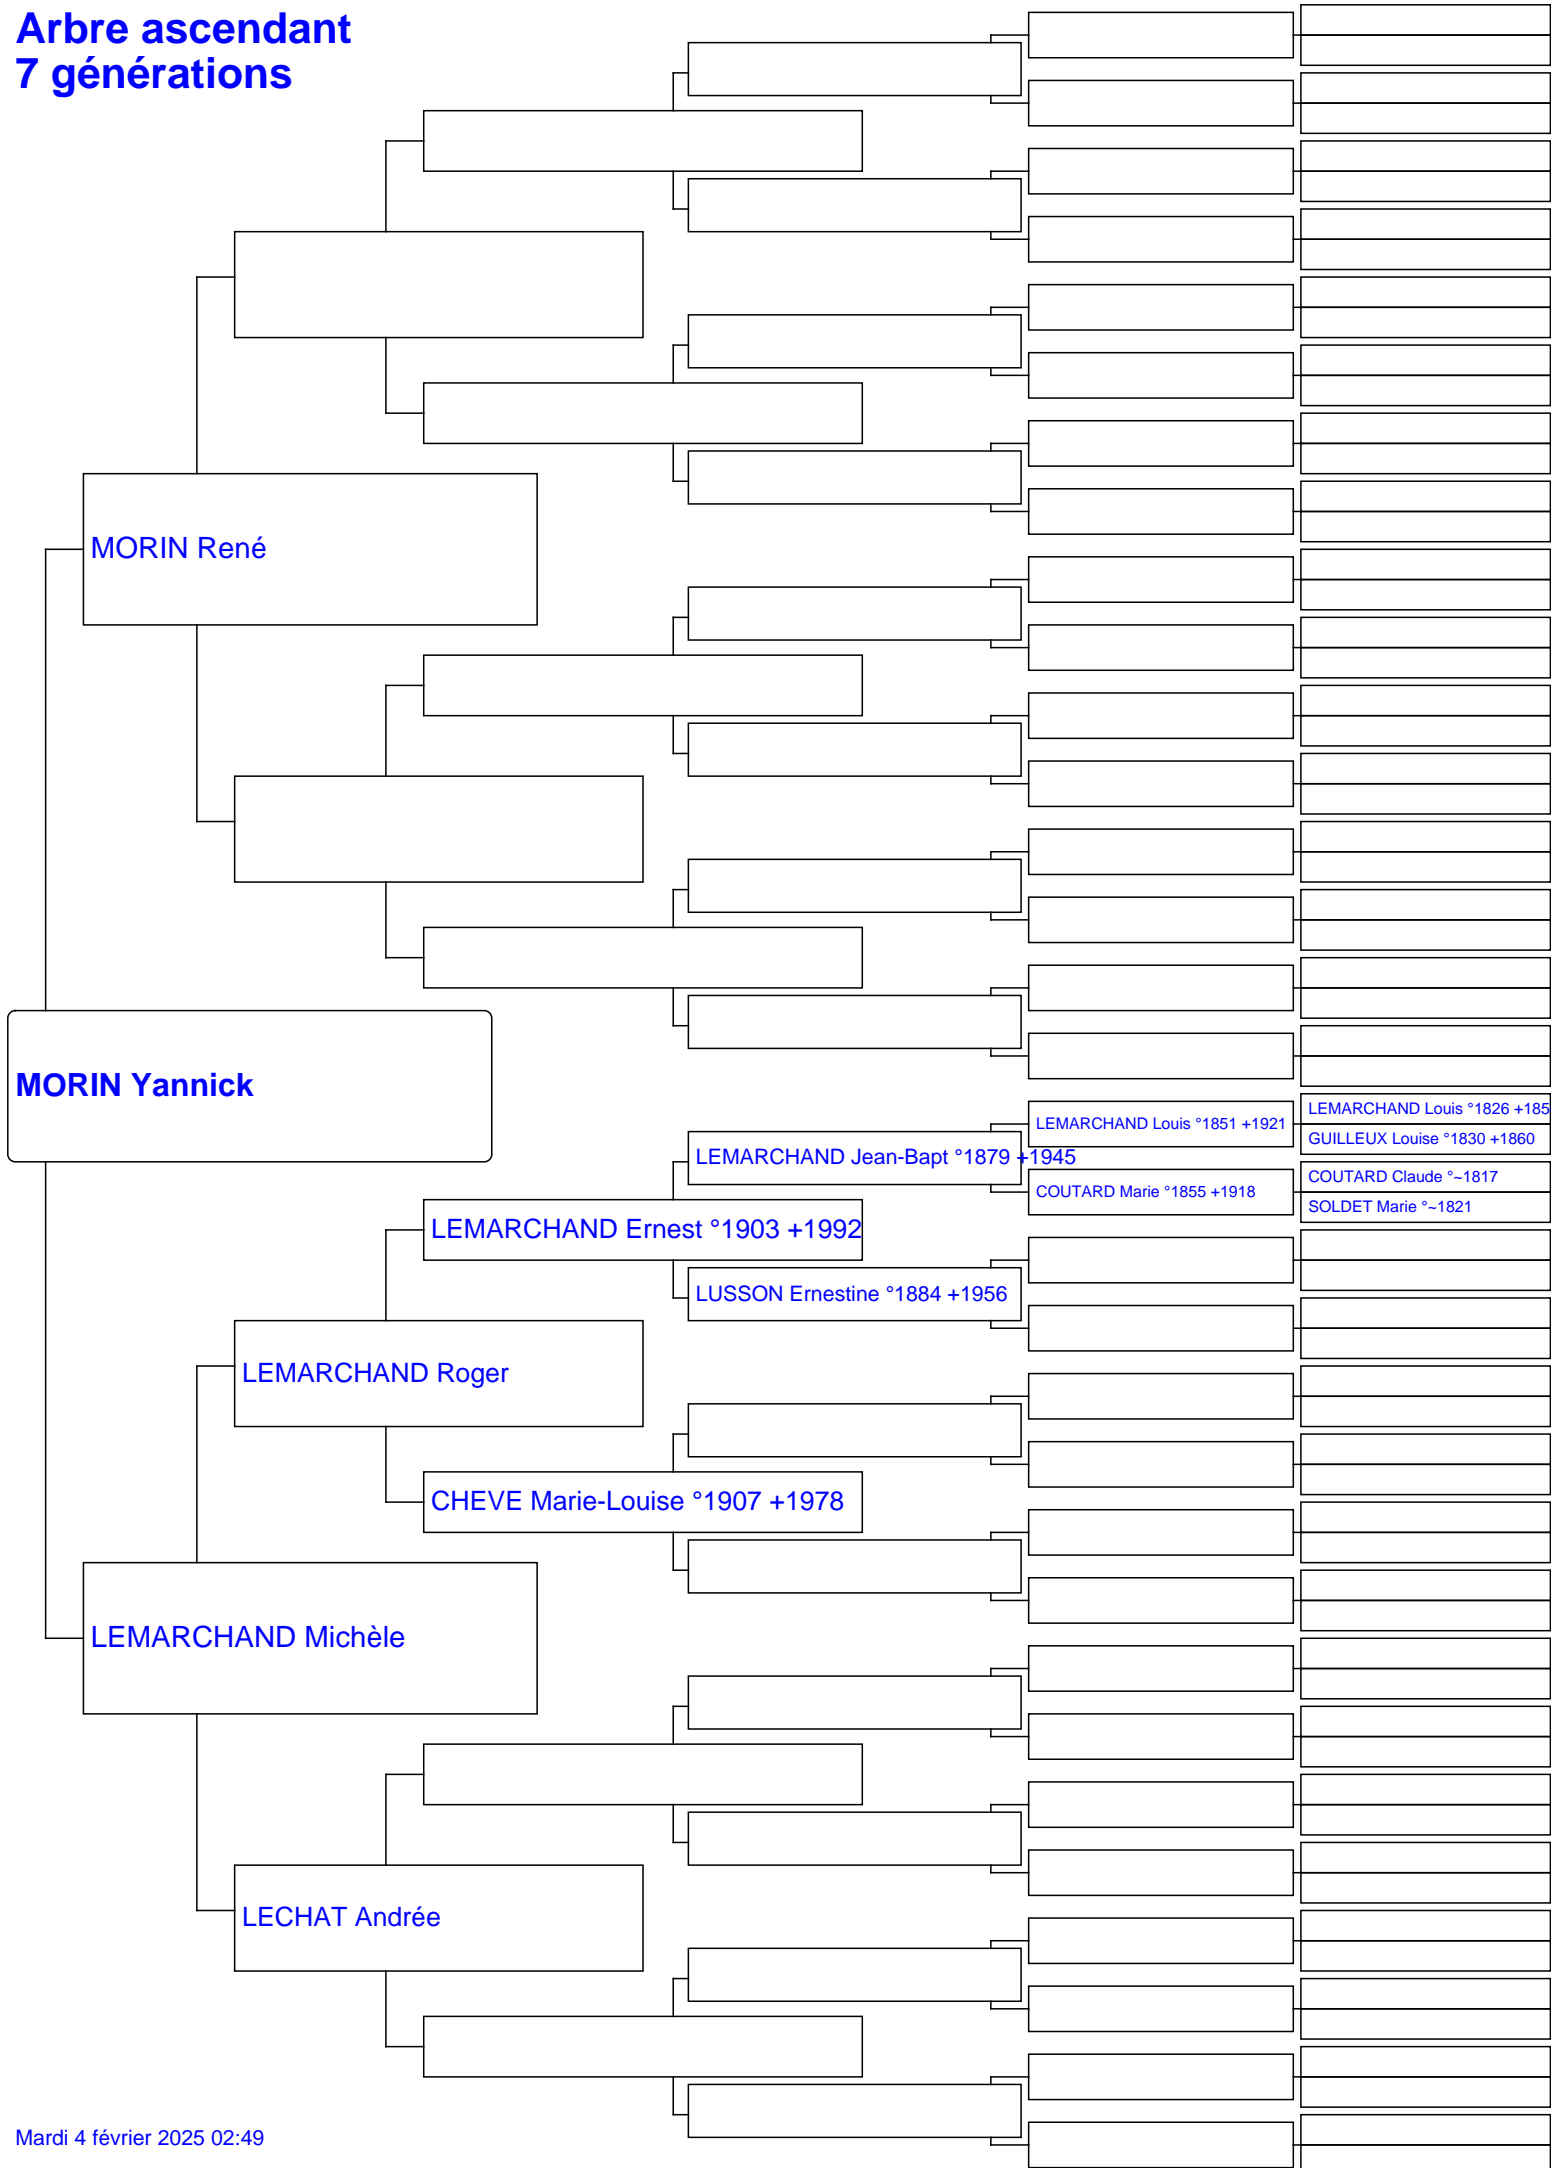 Arbre ascendant
7 générations
MORIN René
MORIN Yannick
LEMARCHAND Louis °1826 +185
LEMARCHAND Louis °1851 +1921
GUILLEUX Louise °1830 +1860
LEMARCHAND Jean-Bapt °1879 +1945
COUTARD Claude °~1817
COUTARD Marie °1855 +1918
SOLDET Marie °~1821
LEMARCHAND Ernest °1903 +1992
LUSSON Ernestine °1884 +1956
LEMARCHAND Roger
CHEVE Marie-Louise °1907 +1978
LEMARCHAND Michèle
LECHAT Andrée
Mardi 4 février 2025 02:49